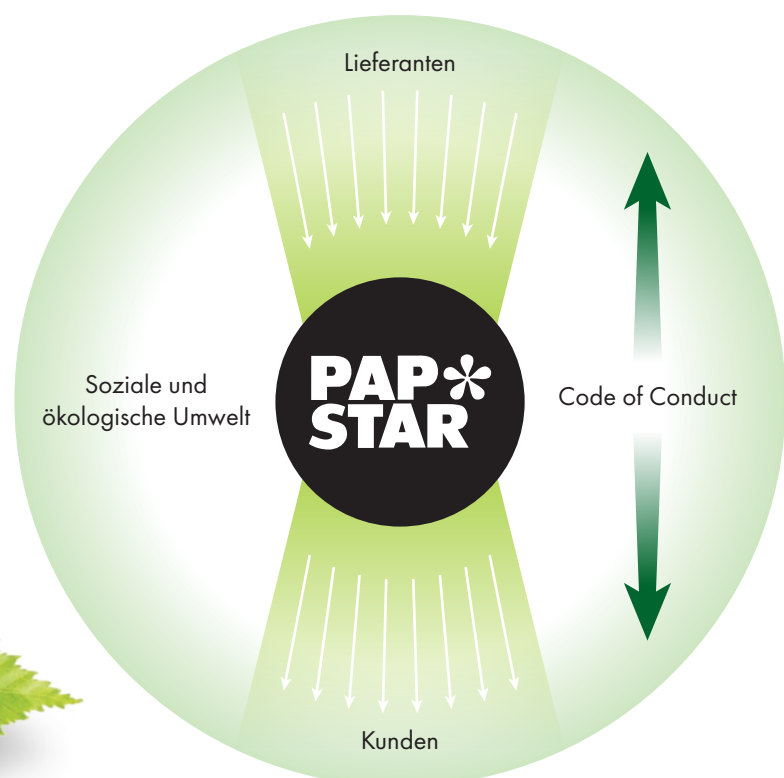 Lieferanten
Soziale und
ökologische Umwelt
PAP
STAR
Code of Conduct
Kunden